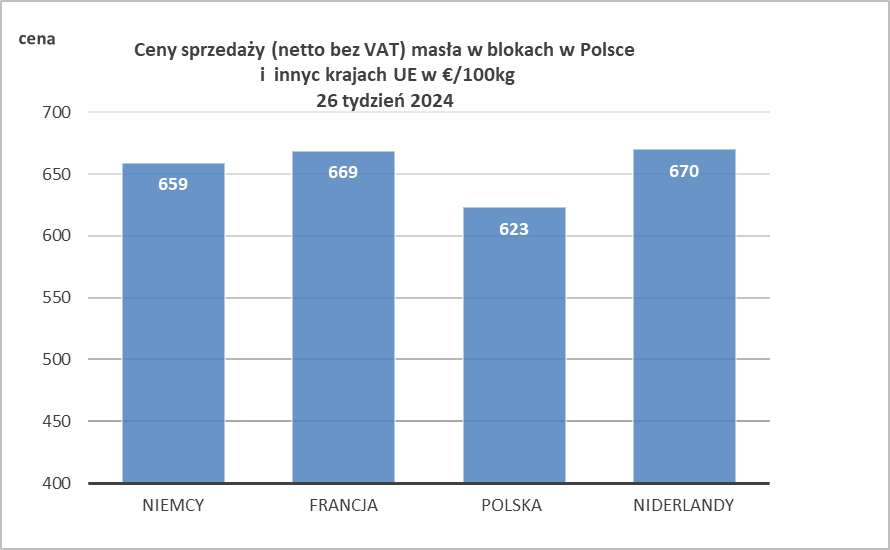 cena
Ceny sprzedaży (netto bez VAT) masła w blokach w Polsce
i innyc krajach UE w €/100kg
26 tydzień 2024
700
650
600
550
500
450
400
659
669
623
670
NIEMCY
FRANCJA
POLSKA
NIDERLANDY